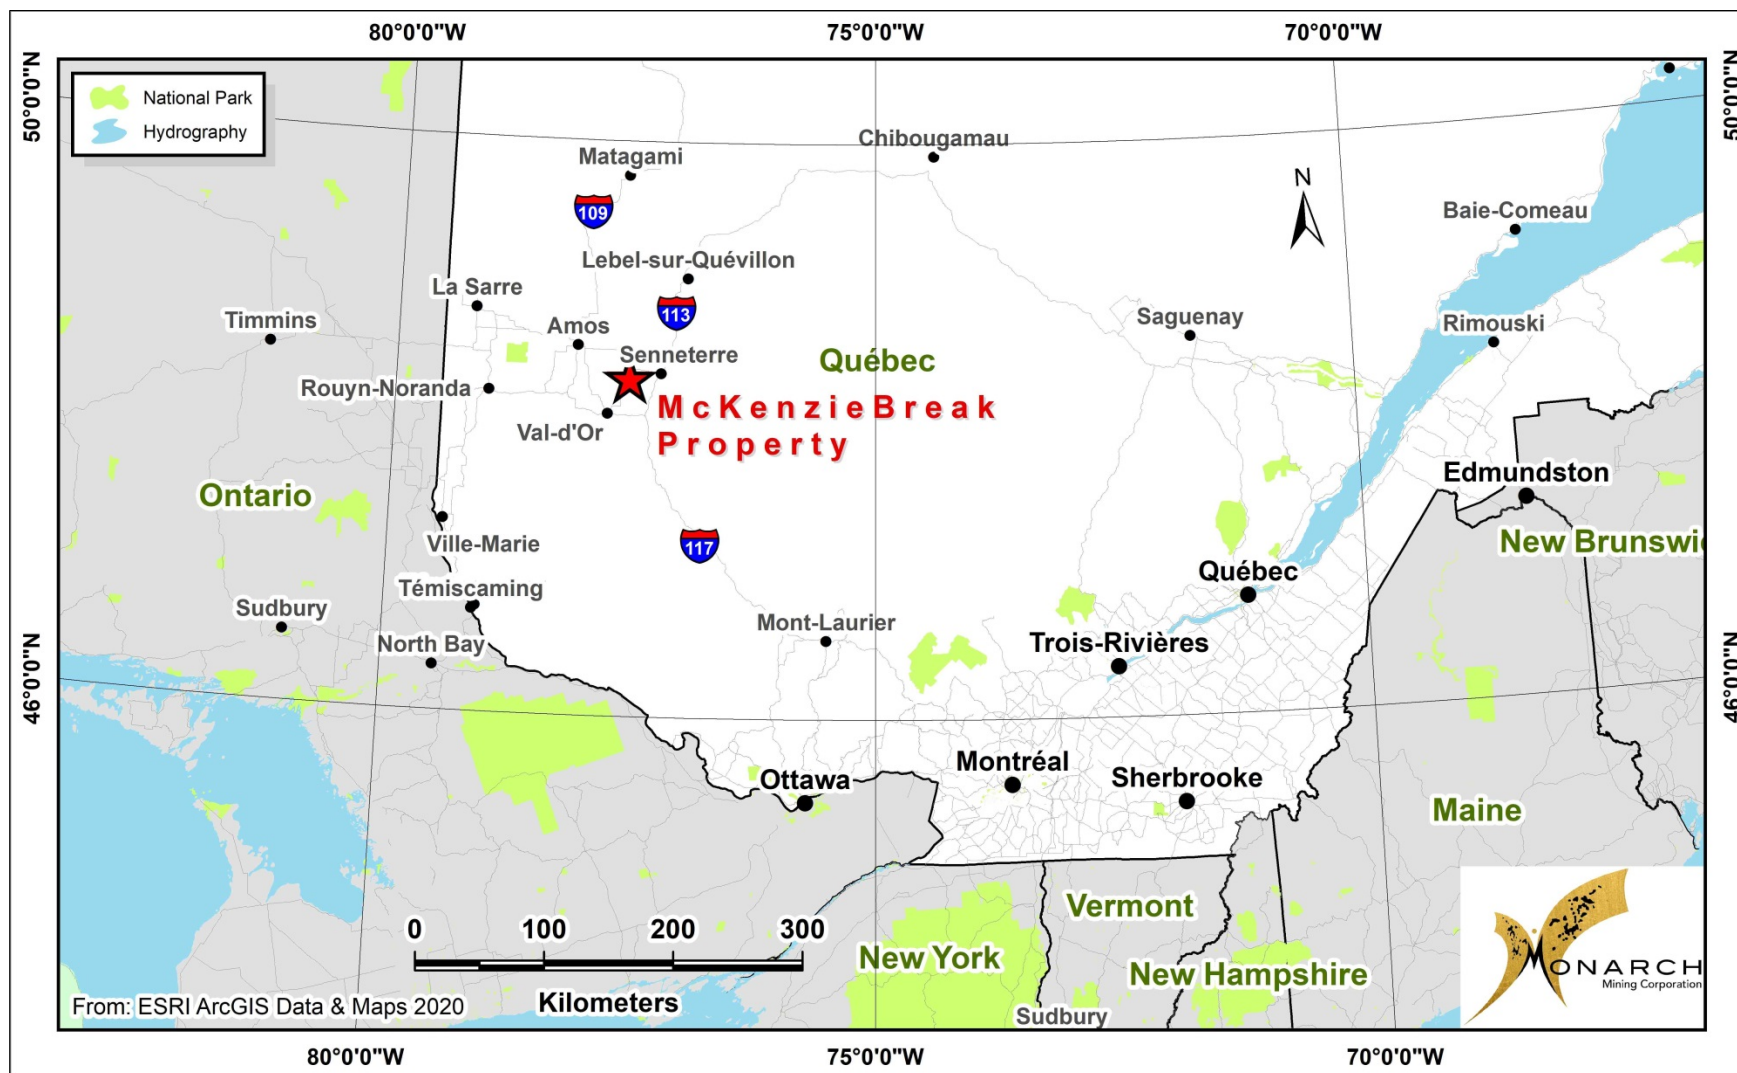 80°0'0"W
75°0'0"W
70°0'0"W
50°0'0"N
50°0'0"N
National Park
Hydrography
Chibougamau
Matagami
N
109
Baie-Comeau
Lebel-sur-Quévillon
La Sarre
113
Timmins
Amos
Saguenay
Rimouski
Senneterre
Québec
Rouyn-Noranda
McKenzie Break
Property
Val-d'Or
Edmundston
Ontario
New Brunswi
Ville-Marie
117
Québec
Témiscaming
Sudbury
Mont-Laurier
North Bay
Trois-Rivières
46°0'0"N
46°0'0"N
Montréal
Ottawa
Sherbrooke
Maine
Vermont
0 100 200 300
New York
New Hampshire
MONARCH
Mining Corporation
From: ESRI ArcGIS Data & Maps 2020
Kilometers
Sudbury
80°0'0"W
75°0'0"W
70°0'0"W